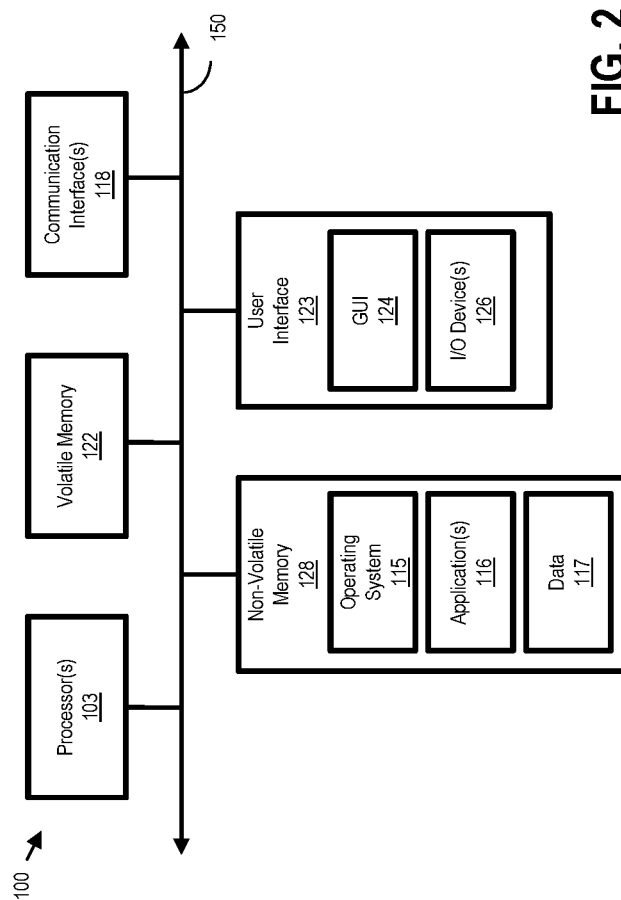 100
Processor(s)
103
Volatile Memory
122
Communication
Interface(s)
118
150
Non-Volatile
Memory
128
Operating
System
115
Application(s)
116
Data
117
User
Interface
123
GUI
124
I/O Device(s)
126
FIG. 2